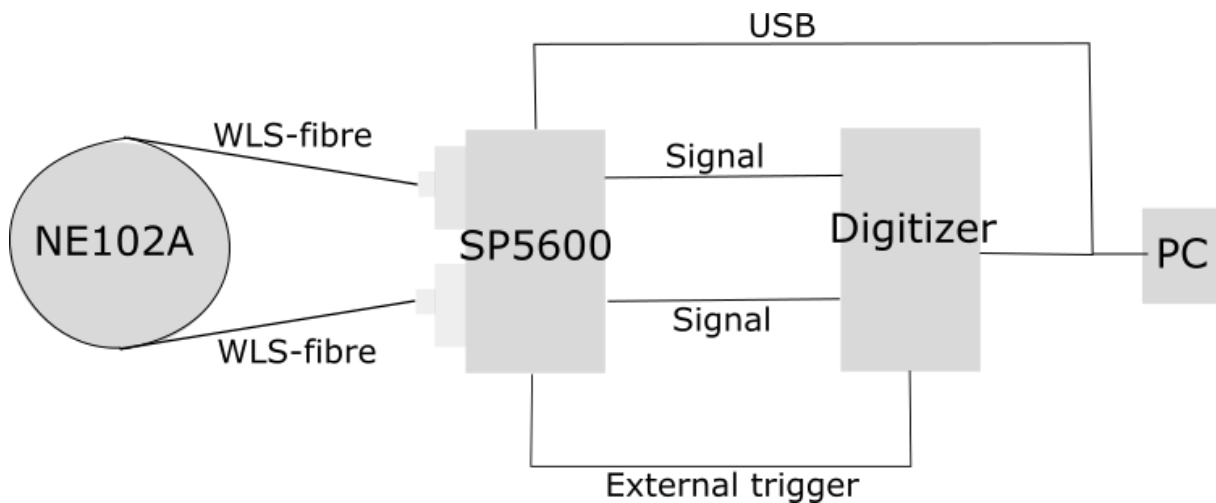 USB
WLS-fibre
Signal
NE102A
SP5600
Digitizer
PC
WLS-fibre
Signal
External trigger